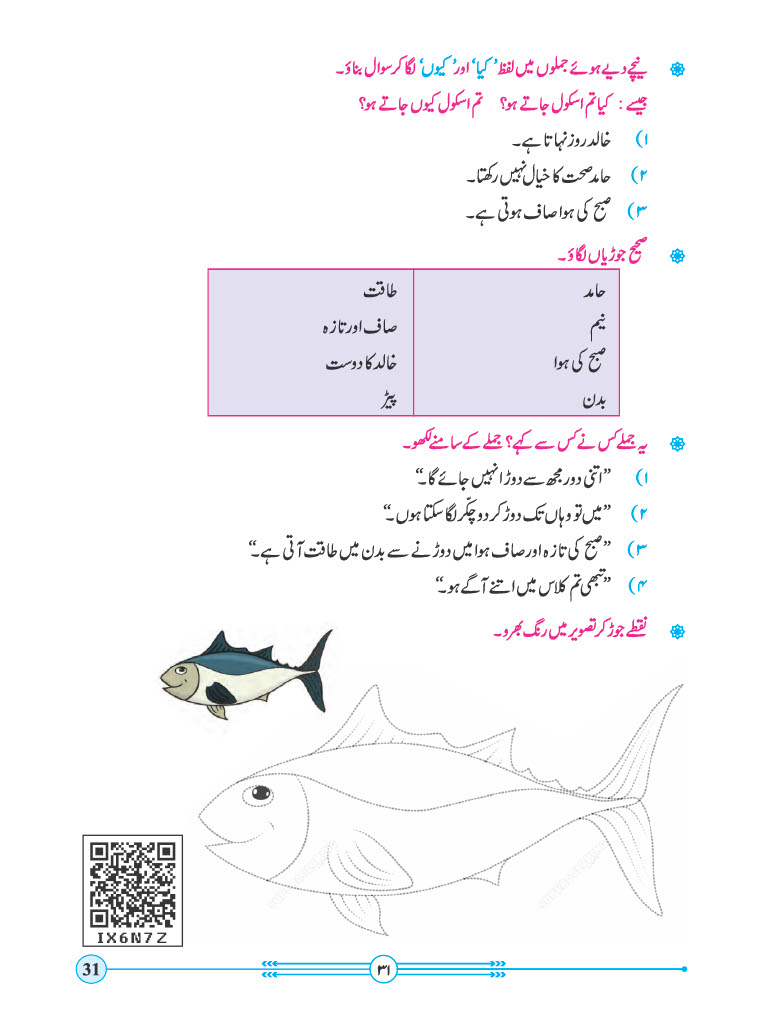 نیچے دیے ہوئے جملوں میں لفظ ’کیا‘ اور ’کیوں‘ لگا کر سوال بناؤ۔
جیسے : کیا تم اسکول جاتے ہو؟ تم اسکول کیوں جاتے ہو؟
۱) خالد روز نہاتا ہے۔
۲) حامد صحت کا خیال نہیں رکھتا۔
۳) صبح کی ہوا صاف ہوتی ہے۔
صحیح جوڑیاں لگاؤ۔
حامد طاقت
نیم صاف اور تازہ
صبح کی ہوا خالد کا دوست
بدن پیڑ
یہ جملے کس نے کس سے کہے؟ جملے کے سامنے لکھو۔
۱) ”اتنی دور مجھ سے دوڑا نہیں جائے گا۔“
۲) ”میں تو وہاں تک دوڑ کر دو چکّر لگا سکتا ہوں۔“
۳) ”صبح کی تازہ اور صاف ہوا میں دوڑنے سے بدن میں طاقت آتی ہے۔“
۴) ”تبھی تم کلاس میں اتنے آگے ہو۔“
نقطے جوڑ کر تصویر میں رنگ بھرو۔
IX6N7Z
31 ۳۱